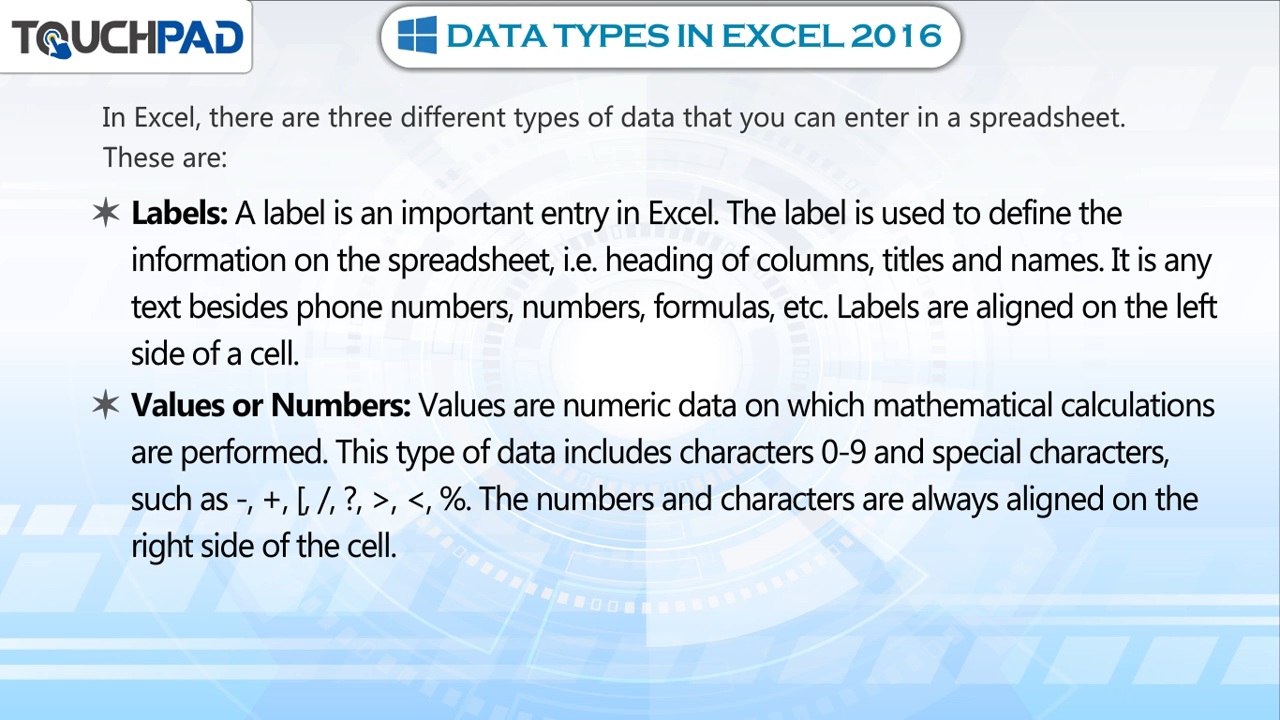 TOUCHPAD
DATA TYPES IN EXCEL 2016
In Excel, there are three different types of data that you can enter in a spreadsheet.
These are:
Labels: A label is an important entry in Excel. The label is used to define the
information on the spreadsheet, i.e. heading of columns, titles and names. It is any
text besides phone numbers, numbers, formulas, etc. Labels are aligned on the left
side of a cell.
Values or Numbers: Values are numeric data on which mathematical calculations
are performed. This type of data includes characters 0-9 and special characters,
such as -, +, [, /, ?, >, <, %. The numbers and characters are always aligned on the
right side of the cell.